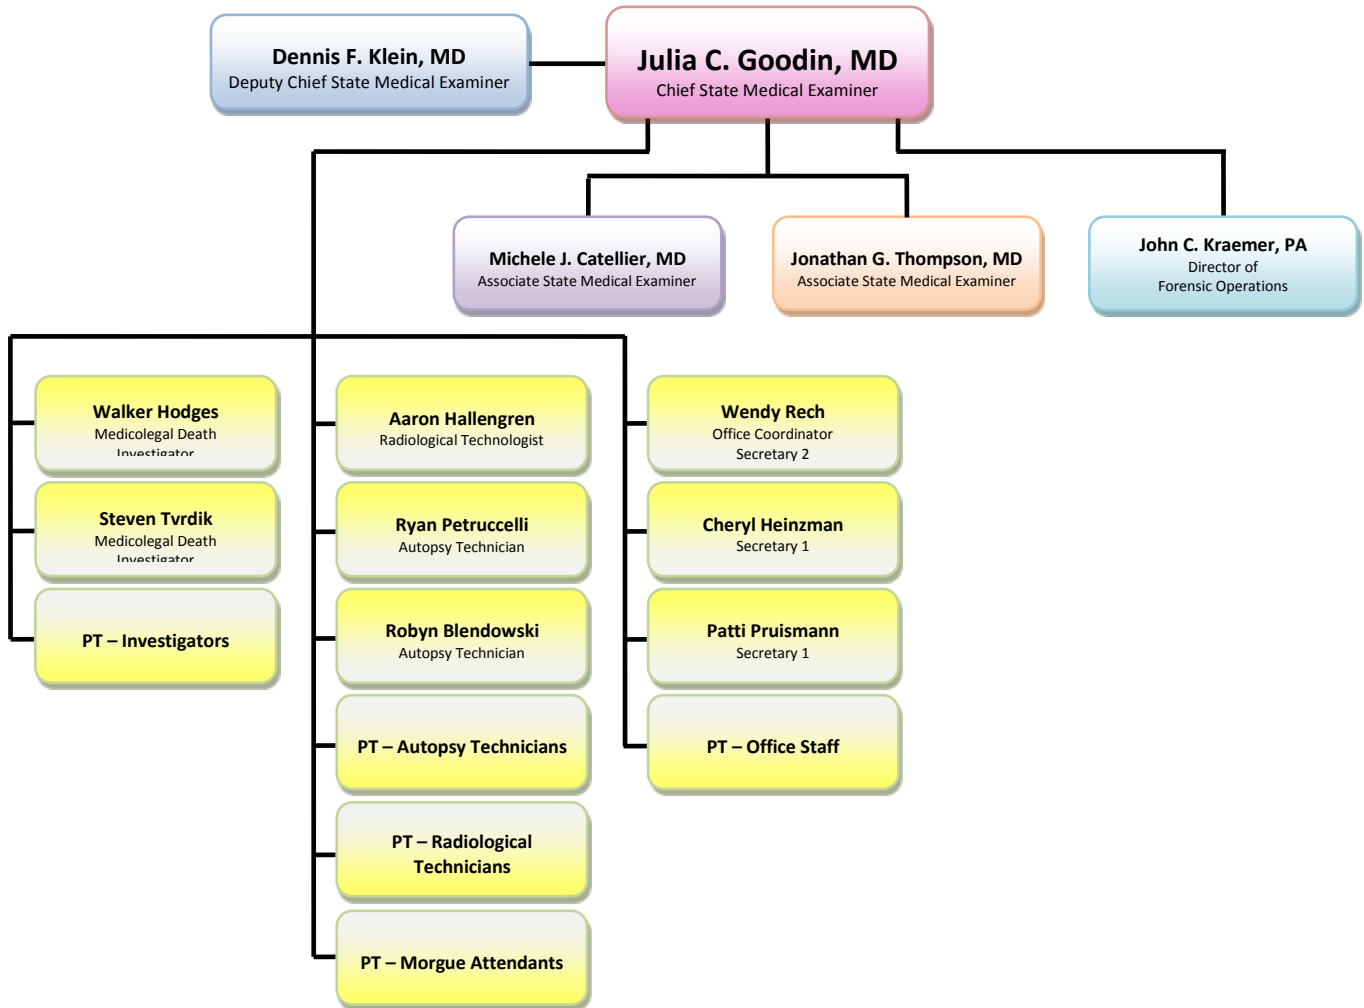 Dennis F. Klein, MD
Deputy Chief State Medical Examiner
Julia C. Goodin, MD
Chief State Medical Examiner
Michele J. Catellier, MD
Associate State Medical Examiner
Jonathan G. Thompson, MD
Associate State Medical Examiner
John C. Kraemer, PA
Director of
Forensic Operations
Walker Hodges
Medicolegal Death
Investigator
Steven Tvrdik
Medicolegal Death
Investigator
PT – Investigators
Aaron Hallengren
Radiological Technologist
Ryan Petruccelli
Autopsy Technician
Robyn Blendowski
Autopsy Technician
PT – Autopsy Technicians
PT – Radiological
Technicians
PT – Morgue Attendants
Wendy Rech
Office Coordinator
Secretary 2
Cheryl Heinzman
Secretary 1
Patti Pruismann
Secretary 1
PT – Office Staff